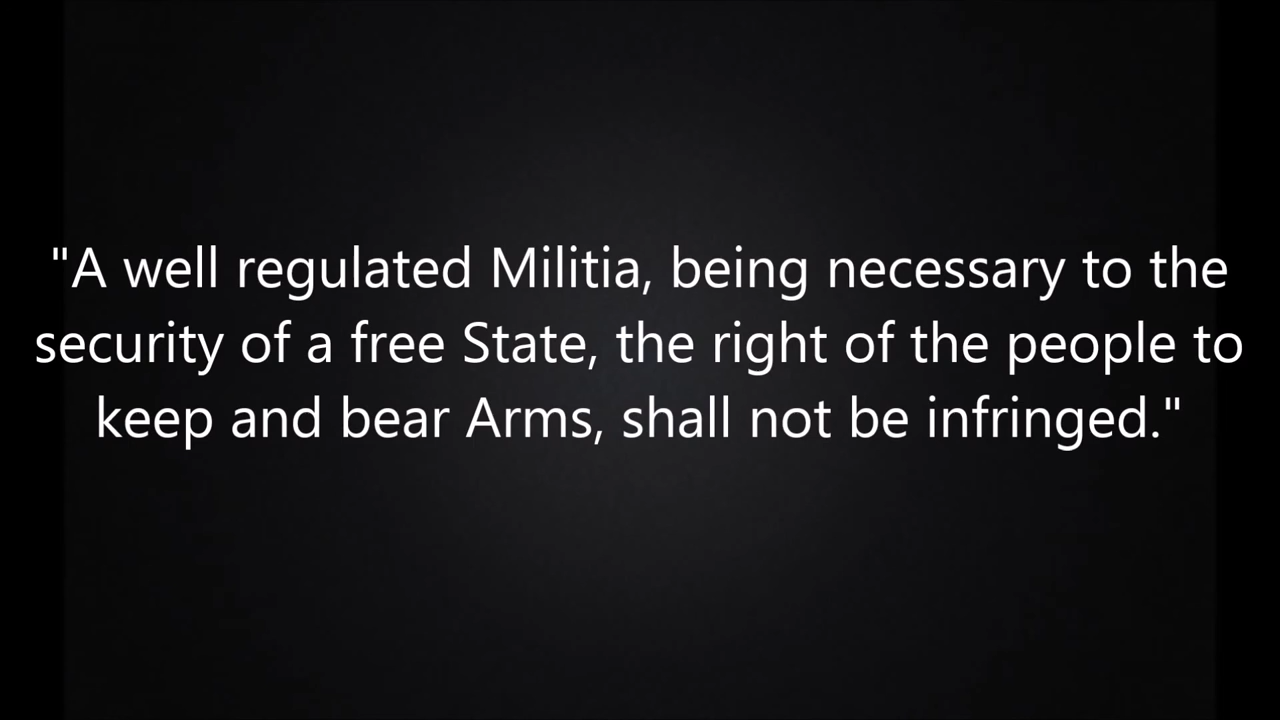 "A well regulated Militia, being necessary to the
security of a free State, the right of the people to
keep and bear Arms, shall not be infringed."